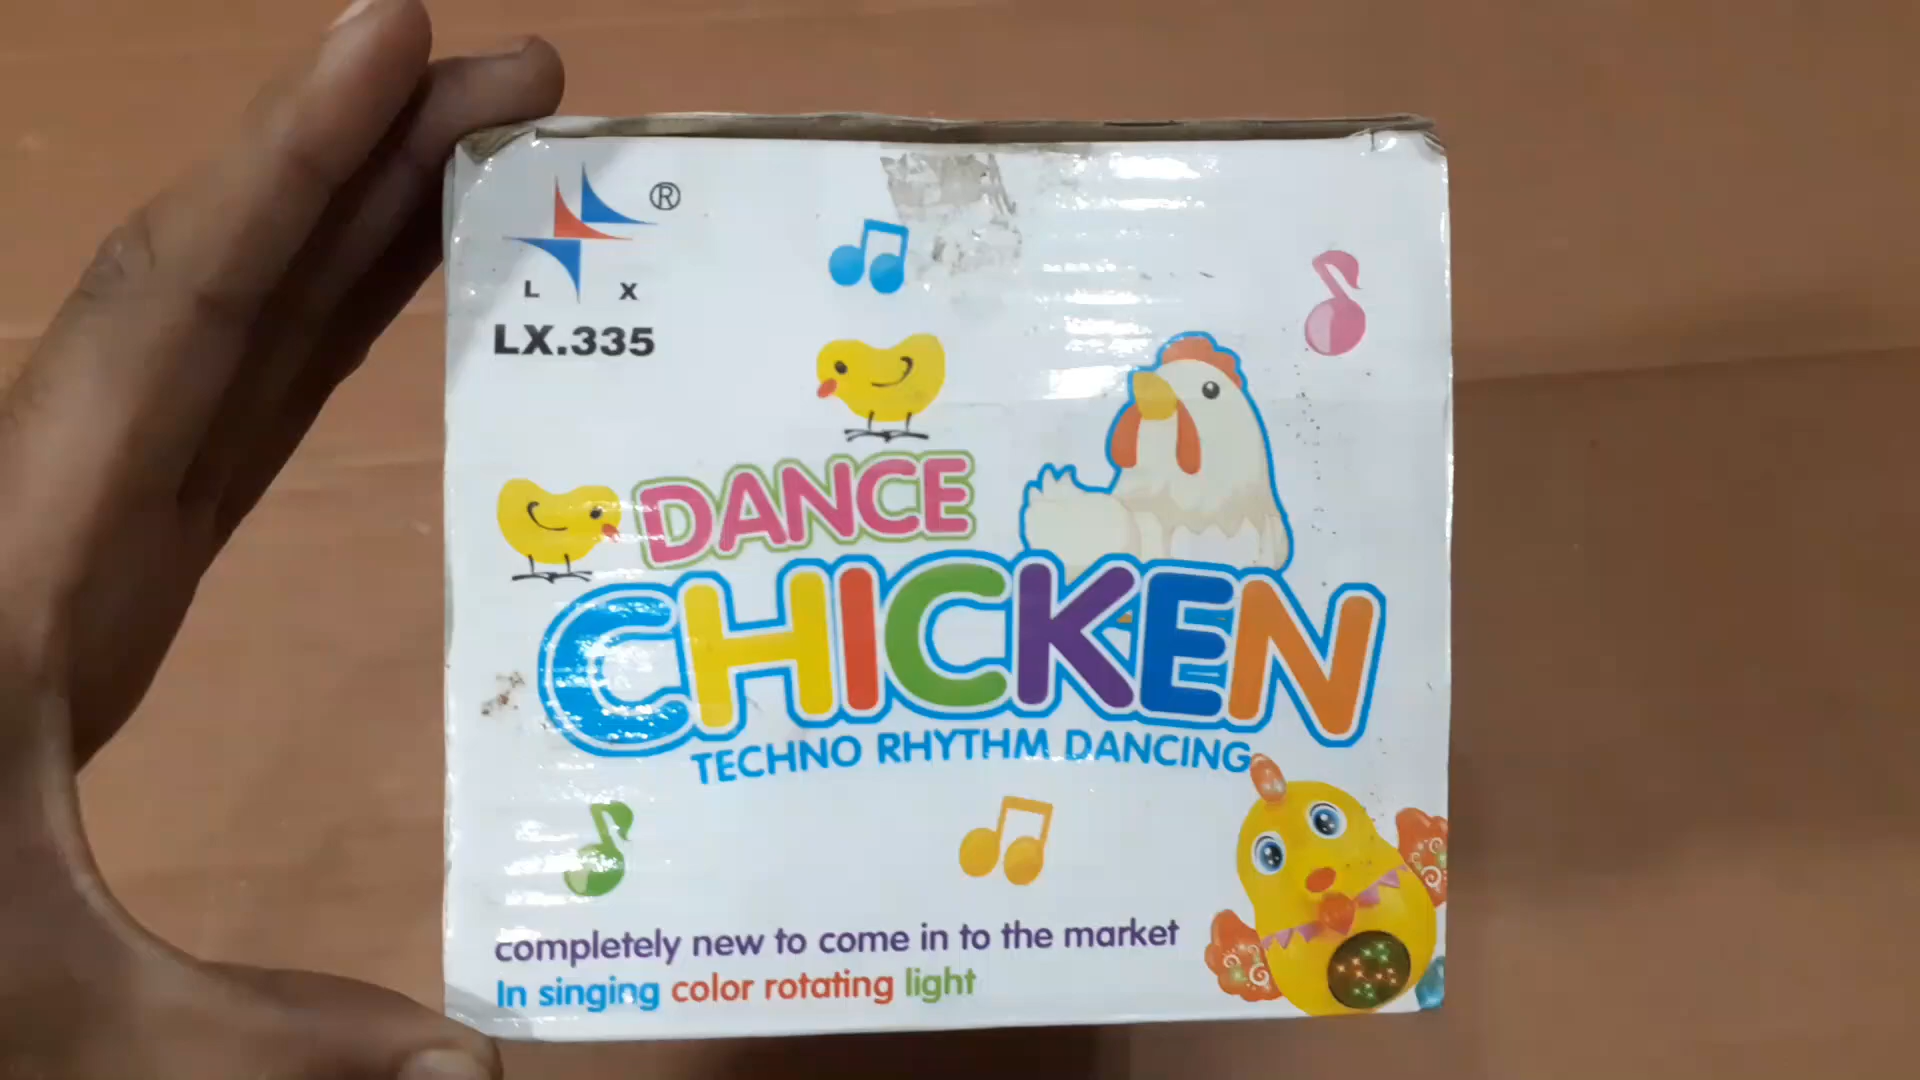 ®
L X
LX.335
DANCE
CHICKEN
TECHNO RHYTHM DANCING
completely new to come in to the market
In singing color rotating light